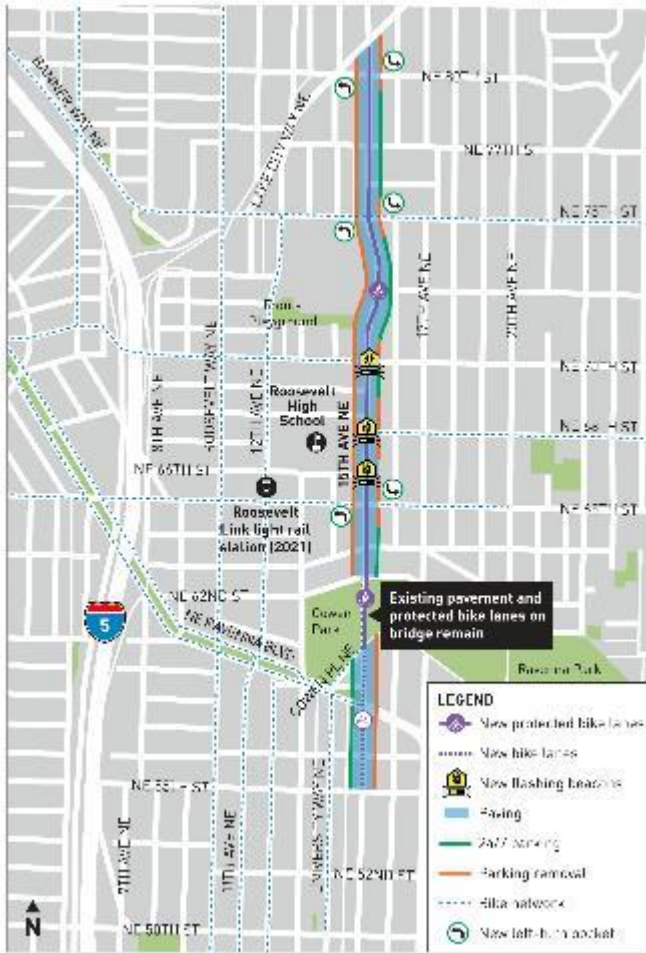 BANNER WAY NE
LAKE CITY WAY NE
NE 80TH ST
NE 77TH ST
NE 75TH ST
Playground
17TH AVE NE
20TH AVE NE
8TH AVE NE
ROOSEVELT WAY NE
12TH AVE NE
15TH AVE NE
NE 70TH ST
Roosevelt
High
School
NE 68TH ST
NE 66TH ST
NE 65TH ST
Roosevelt
Link light rail
station (2021)
NE 62ND ST
5
NE RAVENNA BLVD
Cowen
Park
COWEN PL NE
Existing pavement and
protected bike lanes on
bridge remain
Ravenna Park
NE 55TH ST
7TH AVE NE
11TH AVE NE
UNIVERSITY WAY NE
NE 52ND ST
NE 50TH ST
N
LEGEND
New protected bike lanes
New bike lanes
New flashing beacons
Paving
24/7 parking
Parking removal
Bike network
New left-turn pocket